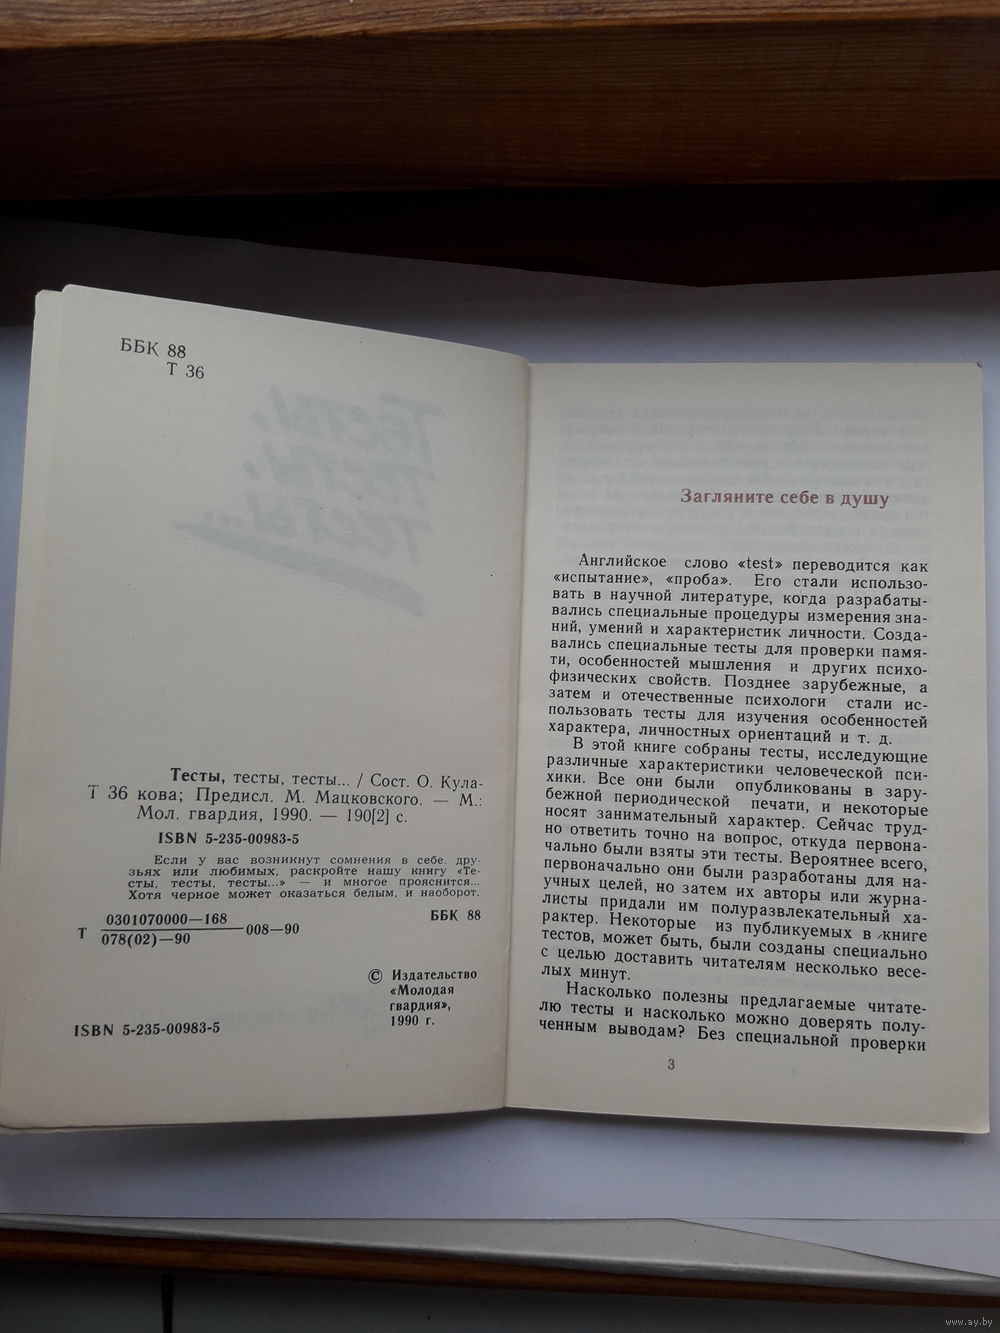 ББК 88
Т 36
Тесты, тесты, тесты... / Сост. О. Кула-
Т 36 кова; Предисл. М. Мацковского. — М.:
Мол. гвардия, 1990. — 190[2] с.
ISBN 5-235-00983-5
Если у вас возникнут сомнения в себе, дру-
зьях или любимых, раскройте нашу книгу «Те-
сты, тесты, тесты...» — и многое прояснится...
Хотя черное может оказаться белым, и наоборот.
0301070000—168
Т 078(02)—90 008—90
ББК 88
© Издательство
«Молодая
гвардия»,
1990 г.
ISBN 5-235-00983-5
Тесты,
тесты,
тесты...
Загляните себе в душу
Английское слово «test» переводится как
«испытание», «проба». Его стали использо-
вать в научной литературе, когда разрабаты-
вались специальные процедуры измерения зна-
ний, умений и характеристик личности. Созда-
вались специальные тесты для проверки памя-
ти, особенностей мышления и других психо-
физических свойств. Позднее зарубежные, а
затем и отечественные психологи стали ис-
пользовать тесты для изучения особенностей
характера, личностных ориентаций и т. д.
В этой книге собраны тесты, исследующие
различные характеристики человеческой пси-
хики. Все они были опубликованы в зару-
бежной периодической печати, и некоторые
носят занимательный характер. Сейчас труд-
но ответить точно на вопрос, откуда первона-
чально были взяты эти тесты. Вероятнее всего,
первоначально они были разработаны для на-
учных целей, но затем их авторы или журна-
листы придали им полуразвлекательный ха-
рактер. Некоторые из публикуемых в книге
тестов, может быть, были созданы специально
с целью доставить читателям несколько весе-
лых минут.
Насколько полезны предлагаемые читате-
лю тесты и насколько можно доверять полу-
ченным выводам? Без специальной проверки
3
www.ay.by